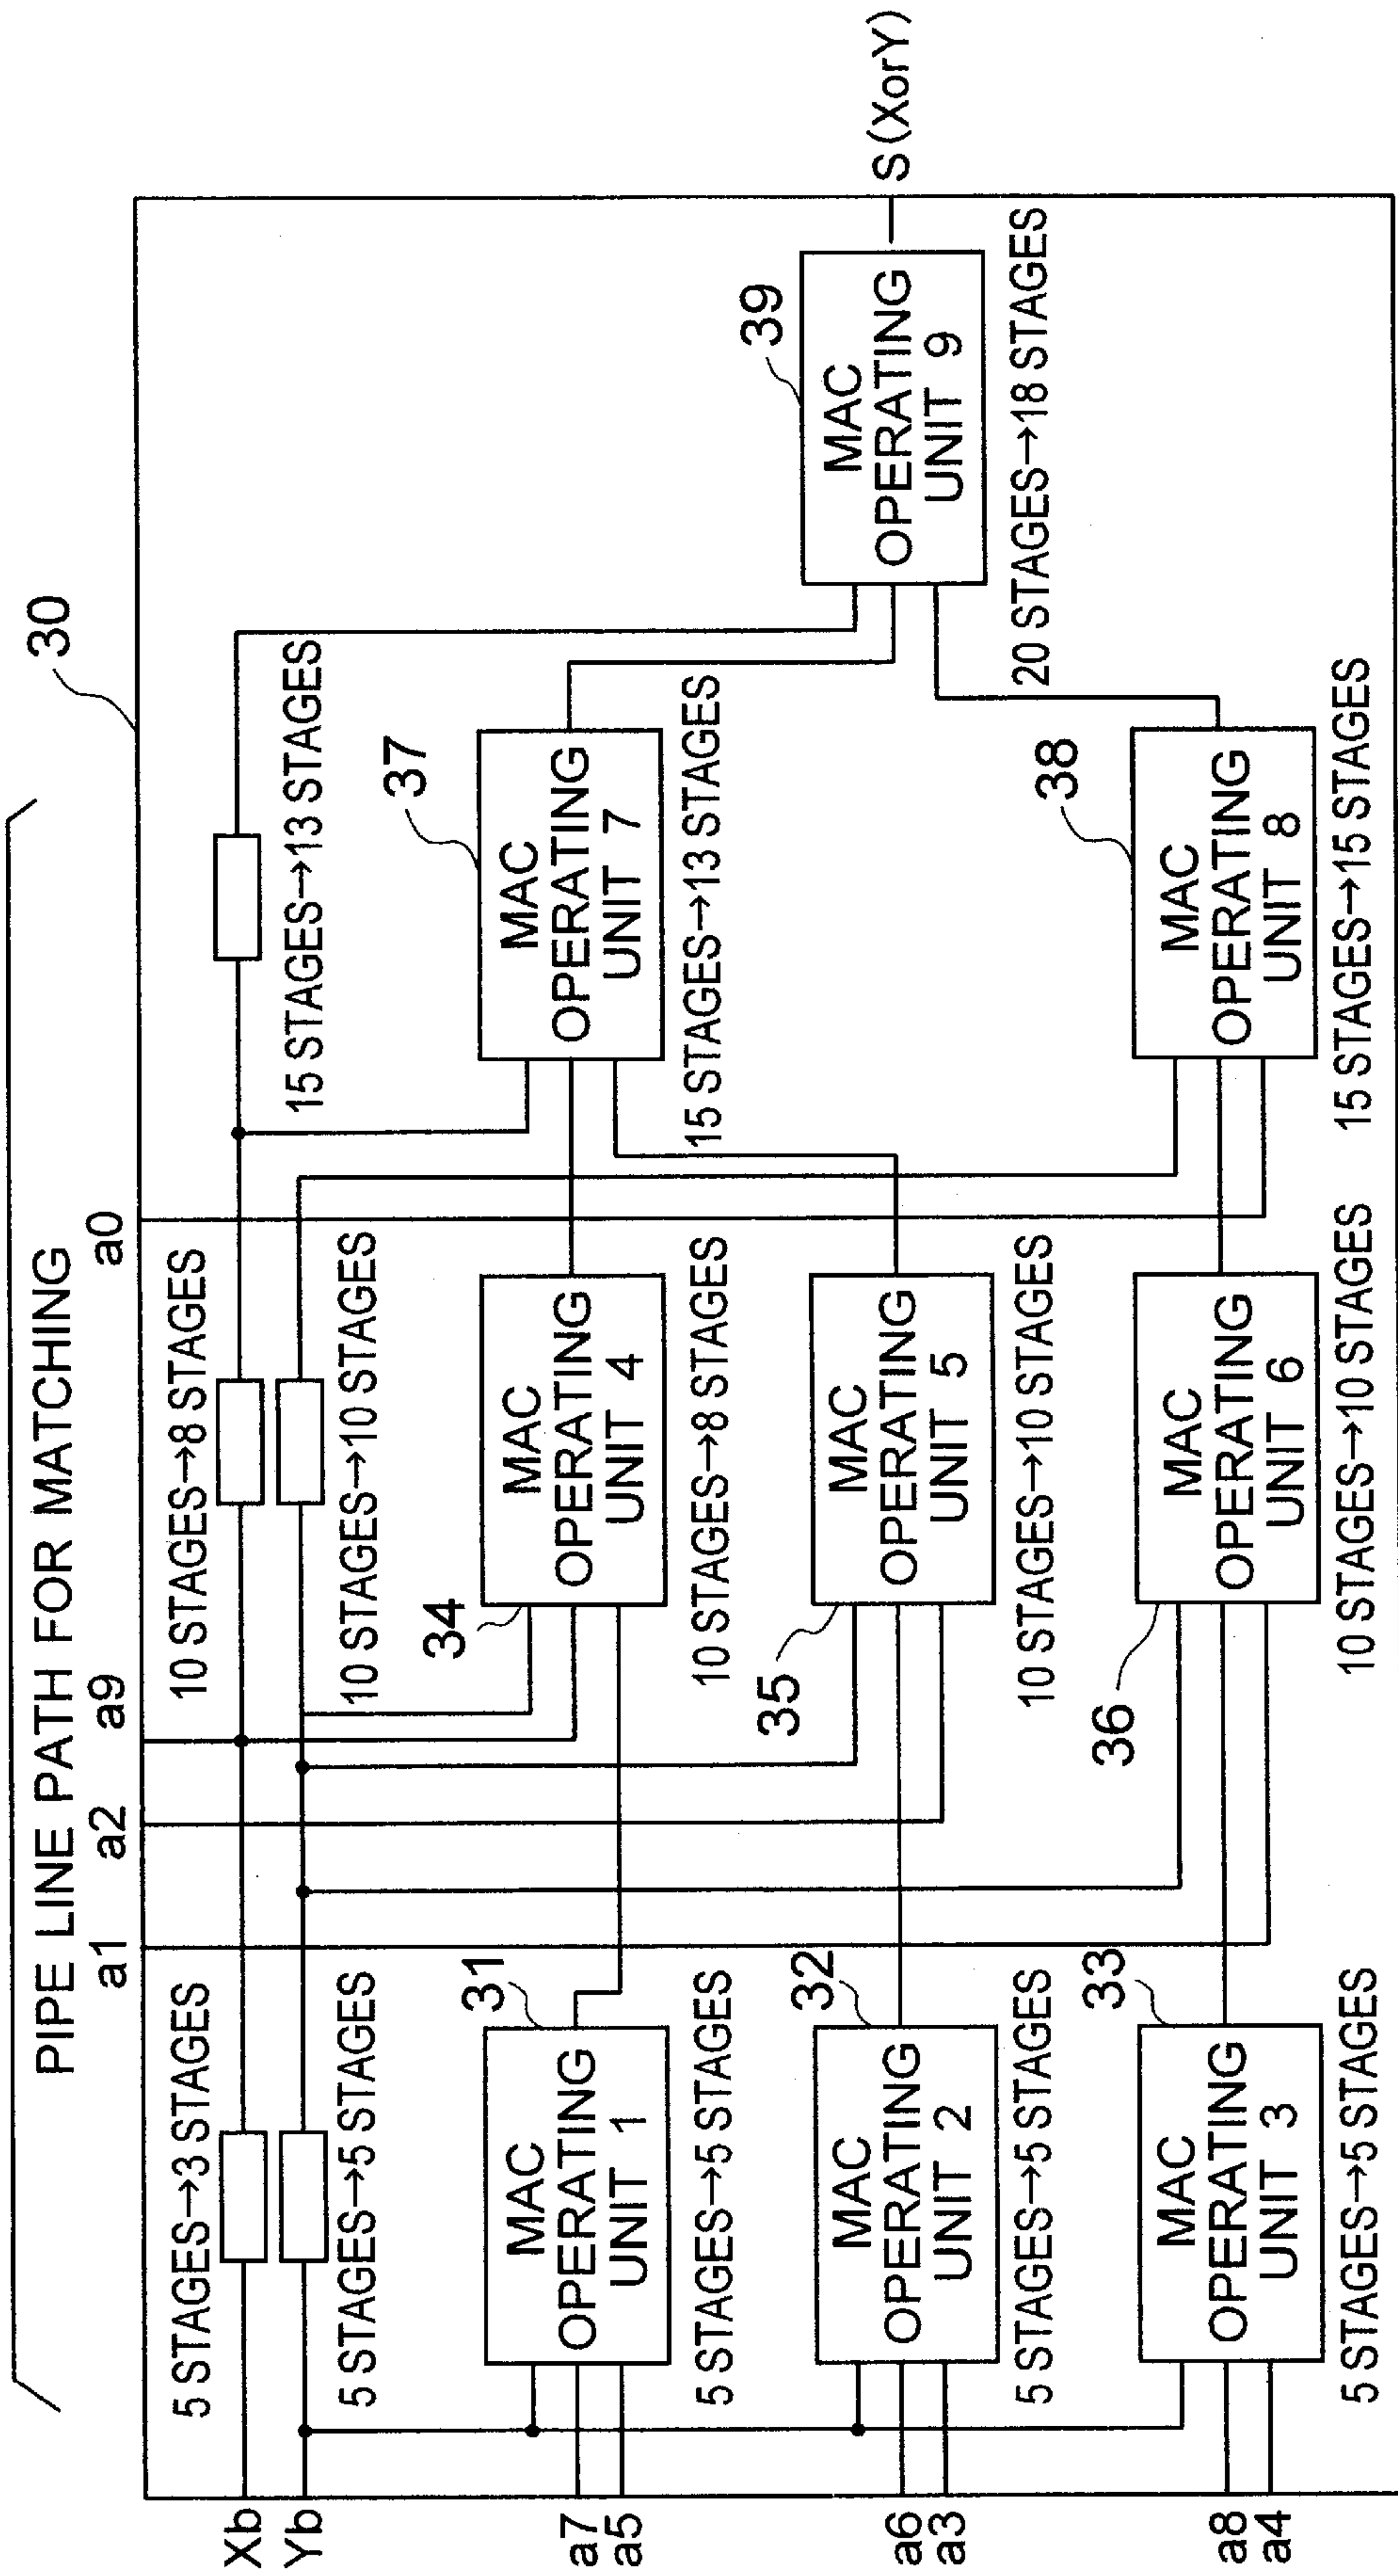 PIPE LINE PATH FOR MATCHING
30
a1
a2
a9
a0
Xb
Yb
a7
a5
a6
a3
a8
a4
5 STAGES→3 STAGES
5 STAGES→5 STAGES
10 STAGES→8 STAGES
10 STAGES→10 STAGES
15 STAGES→13 STAGES
31
MAC
OPERATING
UNIT 1
5 STAGES→5 STAGES
32
MAC
OPERATING
UNIT 2
5 STAGES→5 STAGES
33
MAC
OPERATING
UNIT 3
5 STAGES→5 STAGES
34
MAC
OPERATING
UNIT 4
10 STAGES→8 STAGES
35
MAC
OPERATING
UNIT 5
10 STAGES→10 STAGES
36
MAC
OPERATING
UNIT 6
10 STAGES→10 STAGES
37
MAC
OPERATING
UNIT 7
15 STAGES→13 STAGES
38
MAC
OPERATING
UNIT 8
15 STAGES→15 STAGES
39
MAC
OPERATING
UNIT 9
20 STAGES→18 STAGES
S(XorY)